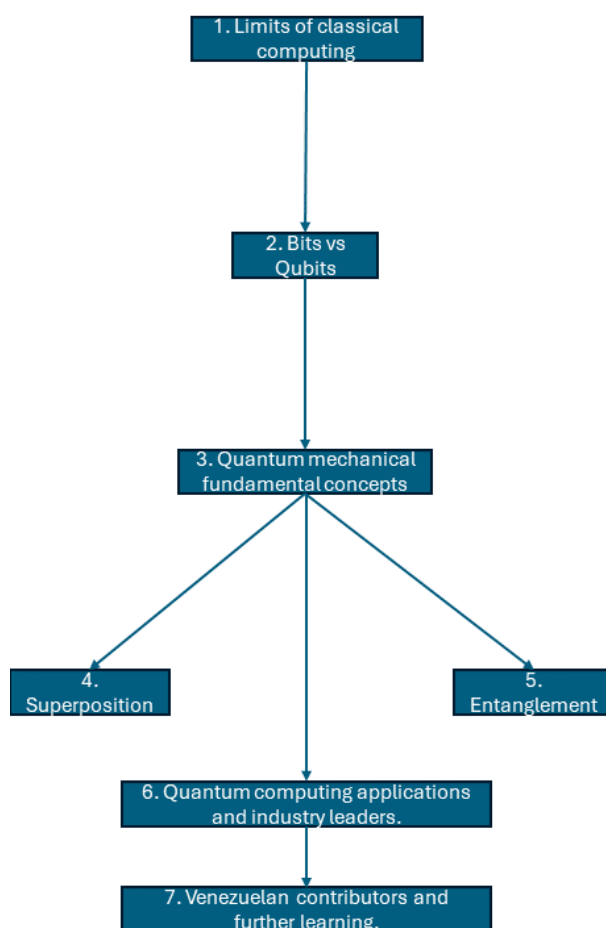 1. Limits of classical
computing
2. Bits vs
Qubits
3. Quantum mechanical
fundamental concepts
4.
Superposition
5.
Entanglement
6. Quantum computing applications
and industry leaders.
7. Venezuelan contributors and
further learning.